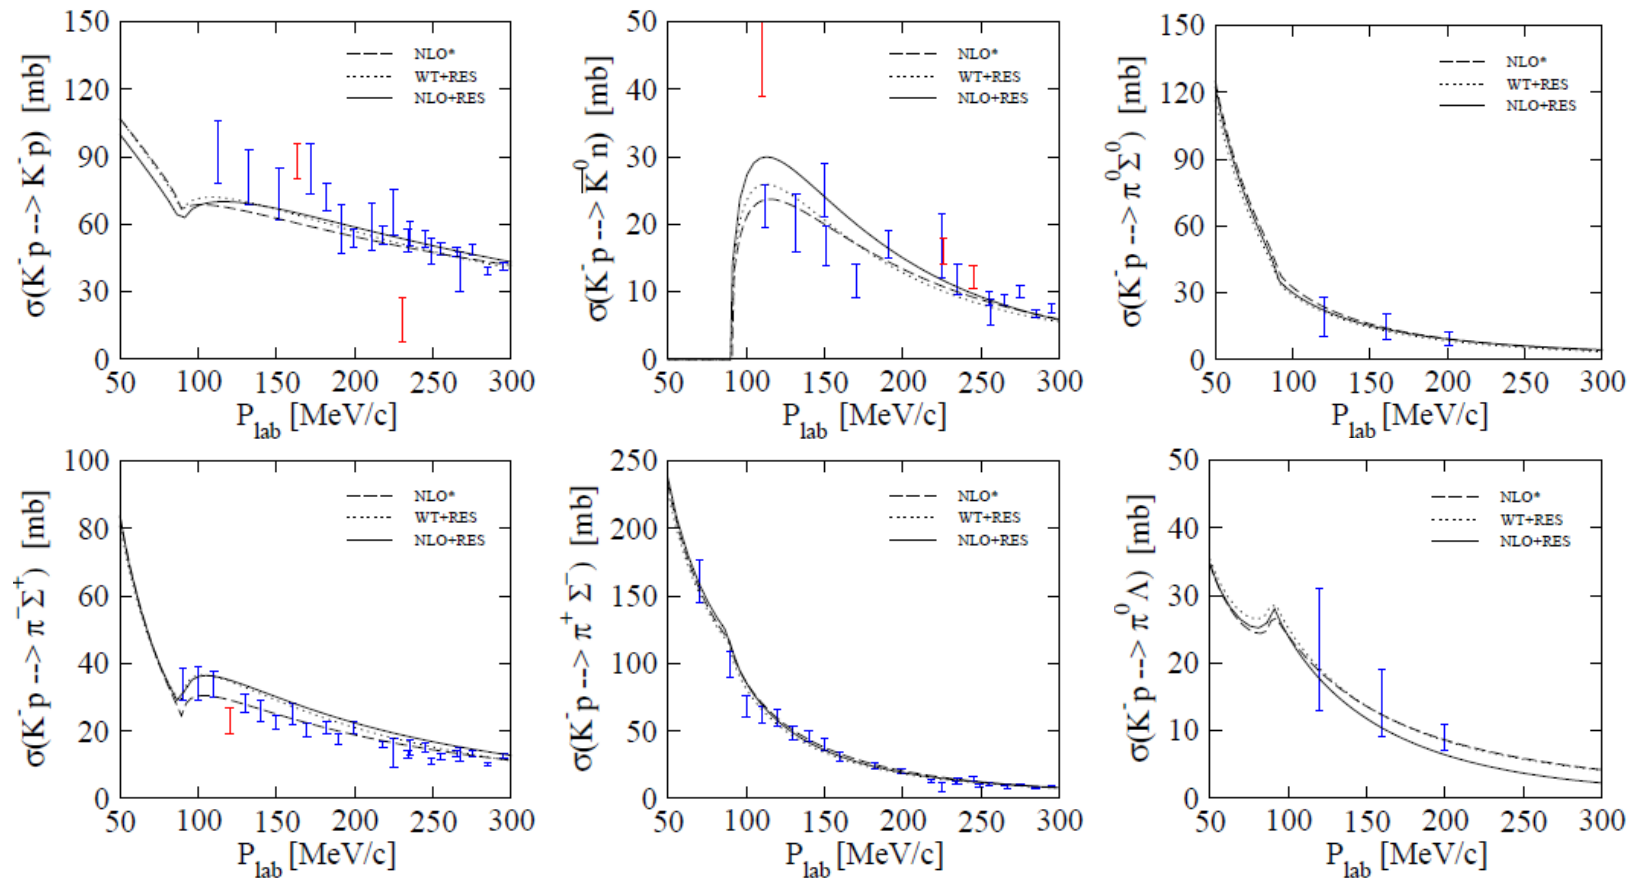 σ(K⁻p --> K⁻p) [mb]
150
120
90
60
30
0
NLO*
WT+RES
NLO+RES
50 100 150 200 250 300
P_lab [MeV/c]
σ(K⁻p --> K̅⁰n) [mb]
50
40
30
20
10
0
NLO*
WT+RES
NLO+RES
50 100 150 200 250 300
P_lab [MeV/c]
σ(K⁻p --> π⁰Σ⁰) [mb]
150
120
90
60
30
0
NLO*
WT+RES
NLO+RES
50 100 150 200 250 300
P_lab [MeV/c]
σ(K⁻p --> π⁻Σ⁺) [mb]
100
80
60
40
20
0
NLO*
WT+RES
NLO+RES
50 100 150 200 250 300
P_lab [MeV/c]
σ(K⁻p --> π⁺ Σ⁻) [mb]
250
200
150
100
50
0
NLO*
WT+RES
NLO+RES
50 100 150 200 250 300
P_lab [MeV/c]
σ(K⁻p --> π⁰ Λ) [mb]
50
40
30
20
10
0
NLO*
WT+RES
NLO+RES
50 100 150 200 250 300
P_lab [MeV/c]